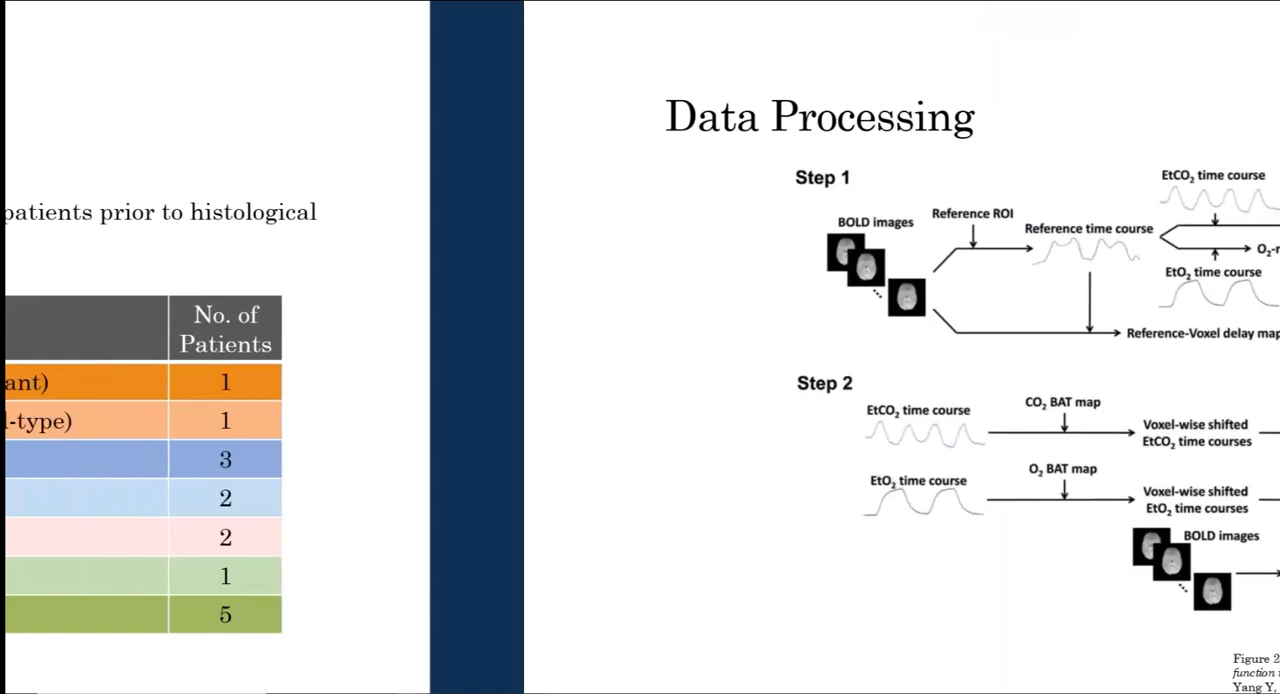 patients prior to histological
No. of
Patients
ant)
1
-type)
1
3
2
2
1
5
Data Processing
Step 1
EtCO₂ time course
BOLD images
Reference ROI
Reference time course
O₂-r
EtO₂ time course
Reference-Voxel delay map
Step 2
EtCO₂ time course
CO₂ BAT map
Voxel-wise shifted
EtCO₂ time courses
EtO₂ time course
O₂ BAT map
Voxel-wise shifted
EtO₂ time courses
BOLD images
Figure 2
function
Yang Y,